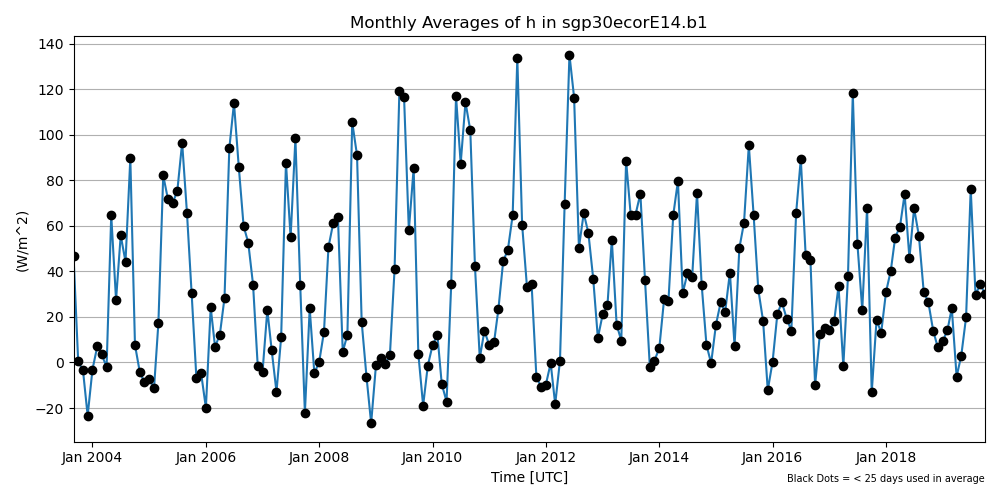 Monthly Averages of h in sgp30ecorE14.b1
140
120
100
80
60
40
20
0
−20
(W/m^2)
Jan 2004 Jan 2006 Jan 2008 Jan 2010 Jan 2012 Jan 2014 Jan 2016 Jan 2018
Time [UTC]
Black Dots = < 25 days used in average